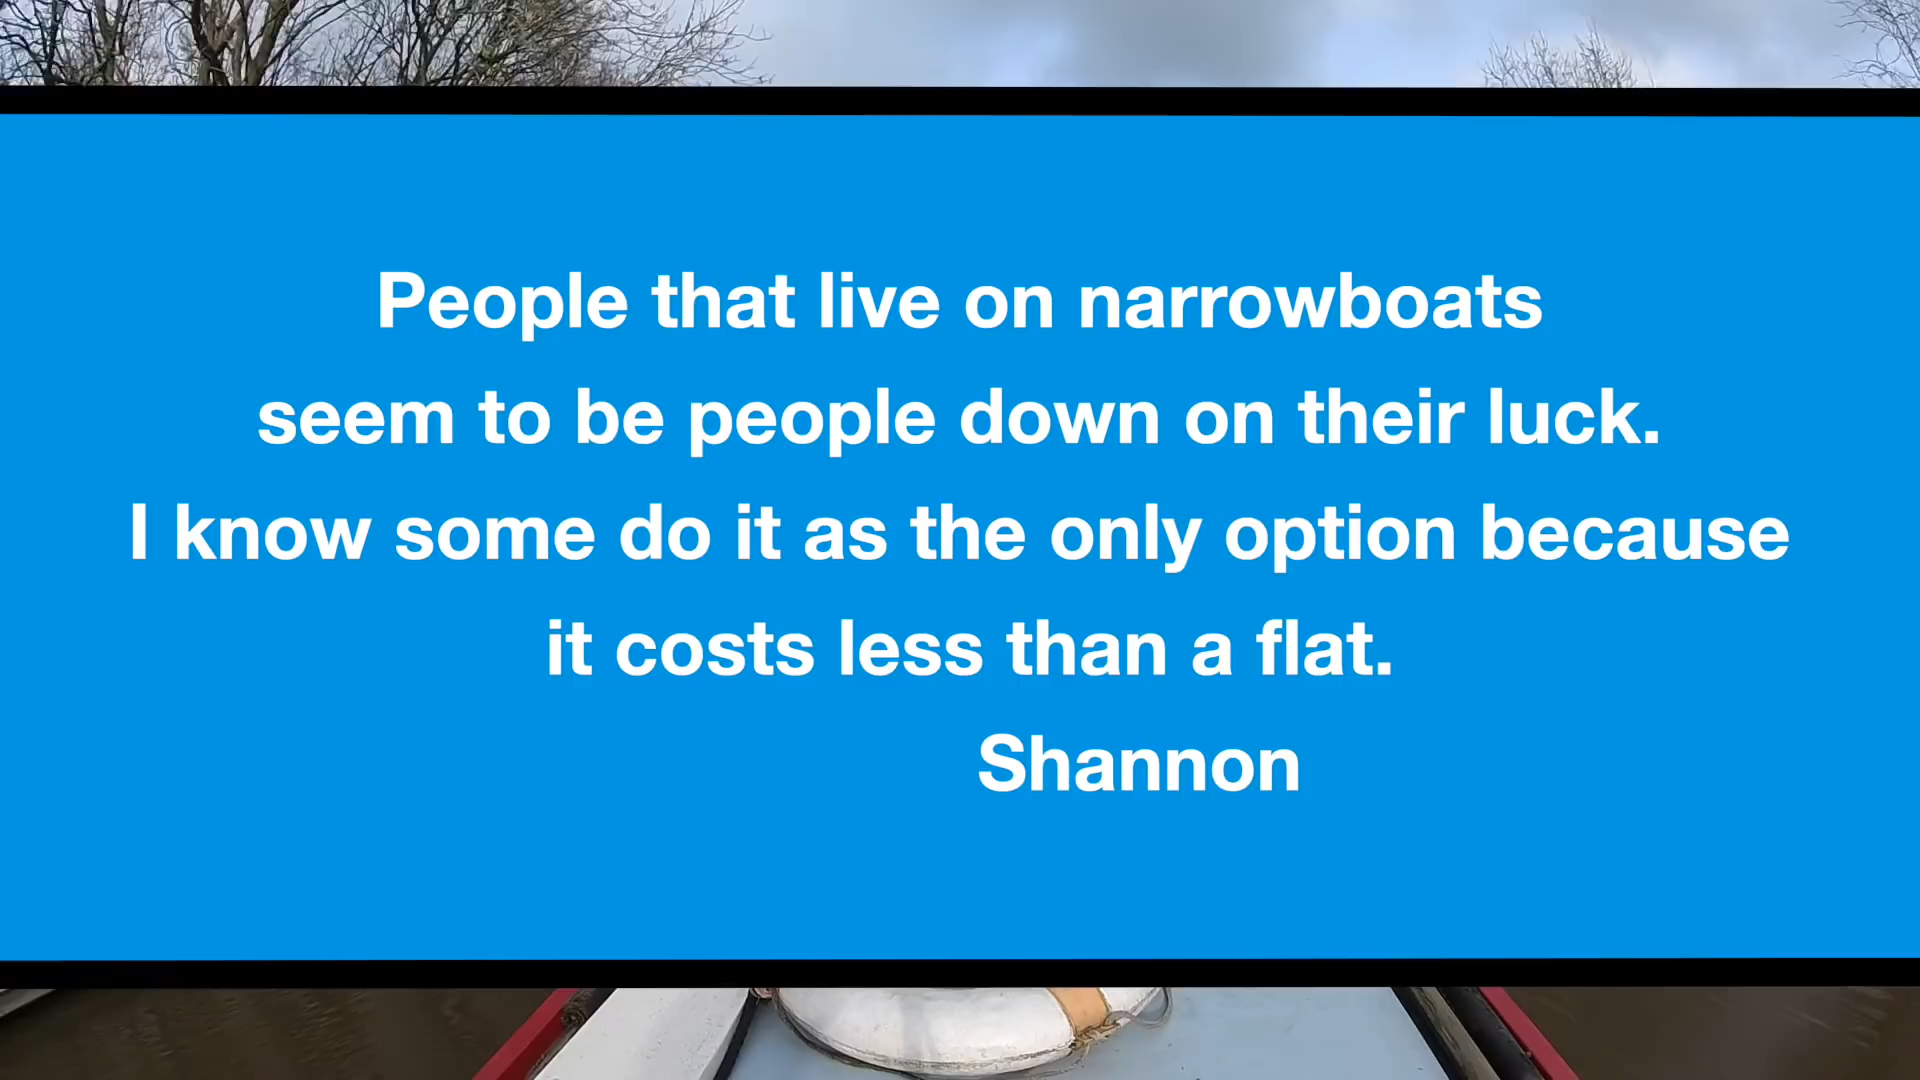 People that live on narrowboats
seem to be people down on their luck.
I know some do it as the only option because
it costs less than a flat.
Shannon